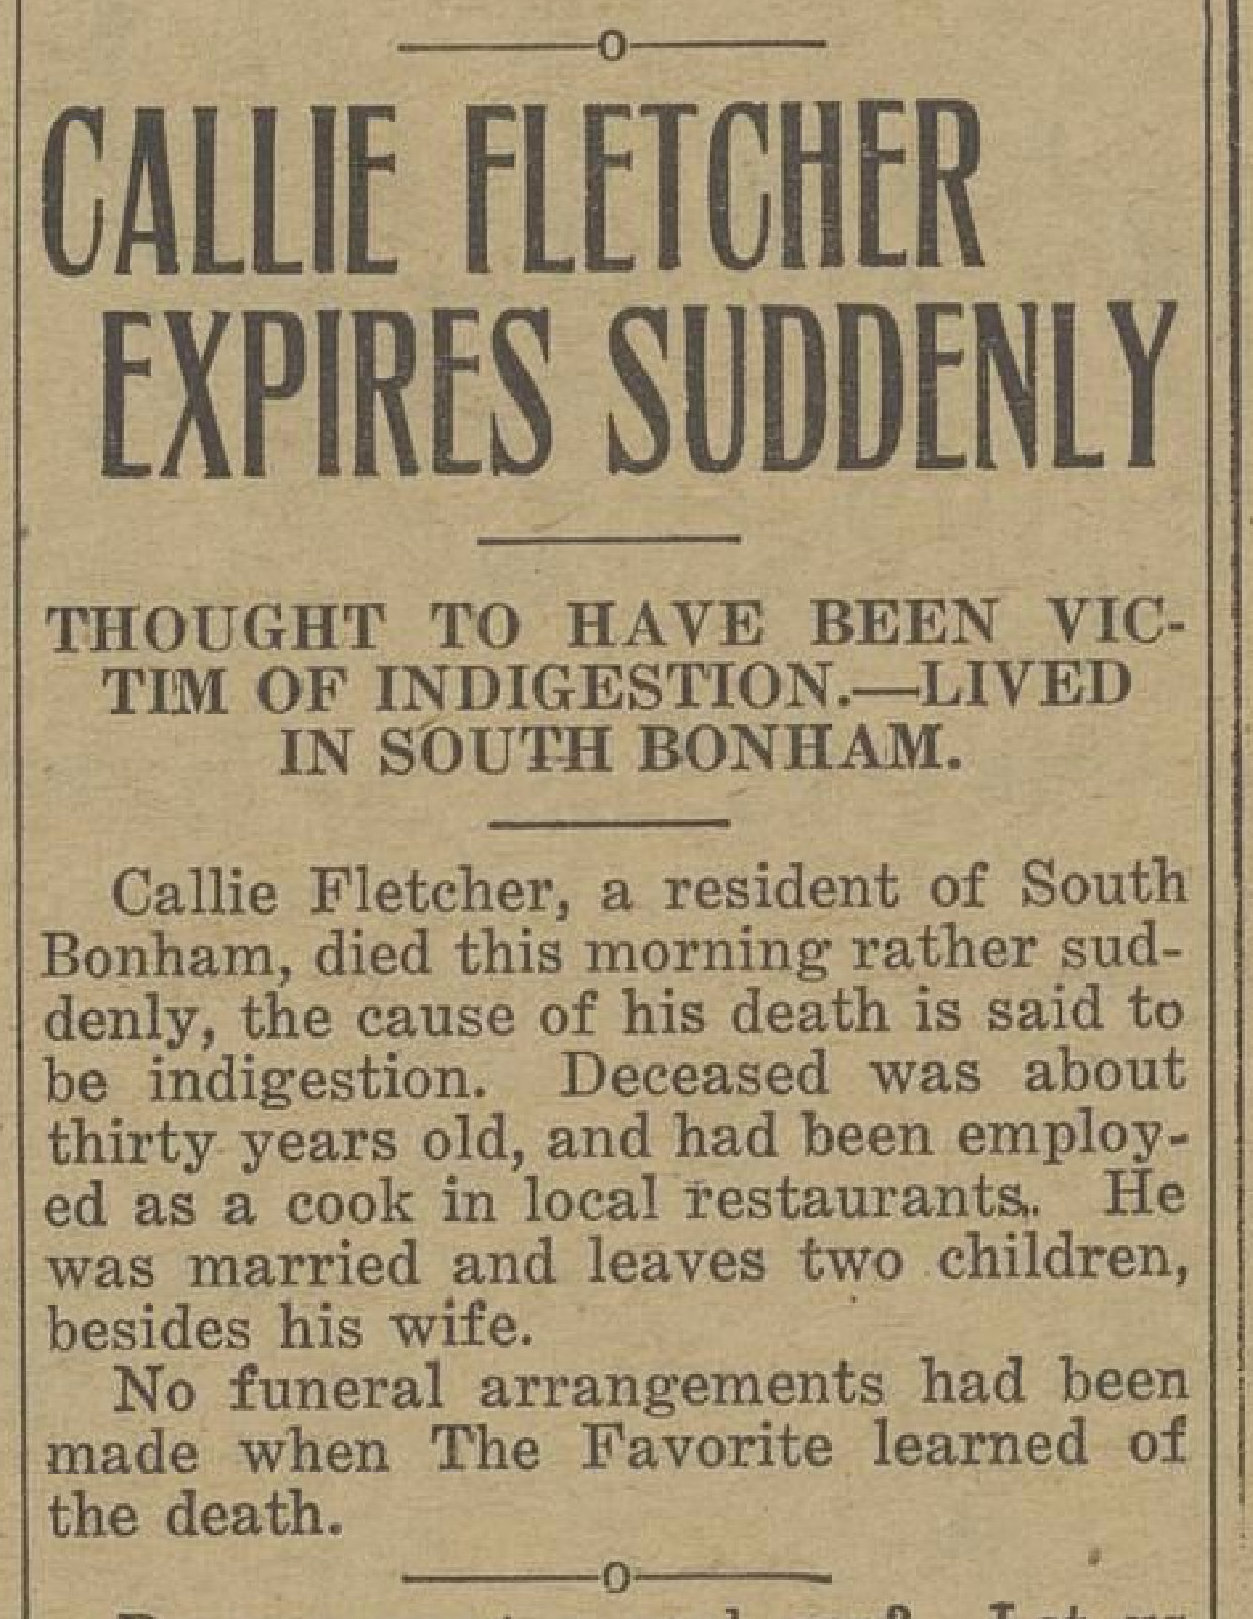 CALLIE FLETCHER
EXPIRES SUDDENLY
THOUGHT TO HAVE BEEN VIC-
TIM OF INDIGESTION.—LIVED
IN SOUTH BONHAM.
Callie Fletcher, a resident of South
Bonham, died this morning rather sud-
denly, the cause of his death is said to
be indigestion. Deceased was about
thirty years old, and had been employ-
ed as a cook in local restaurants. He
was married and leaves two children,
besides his wife.
No funeral arrangements had been
made when The Favorite learned of
the death.